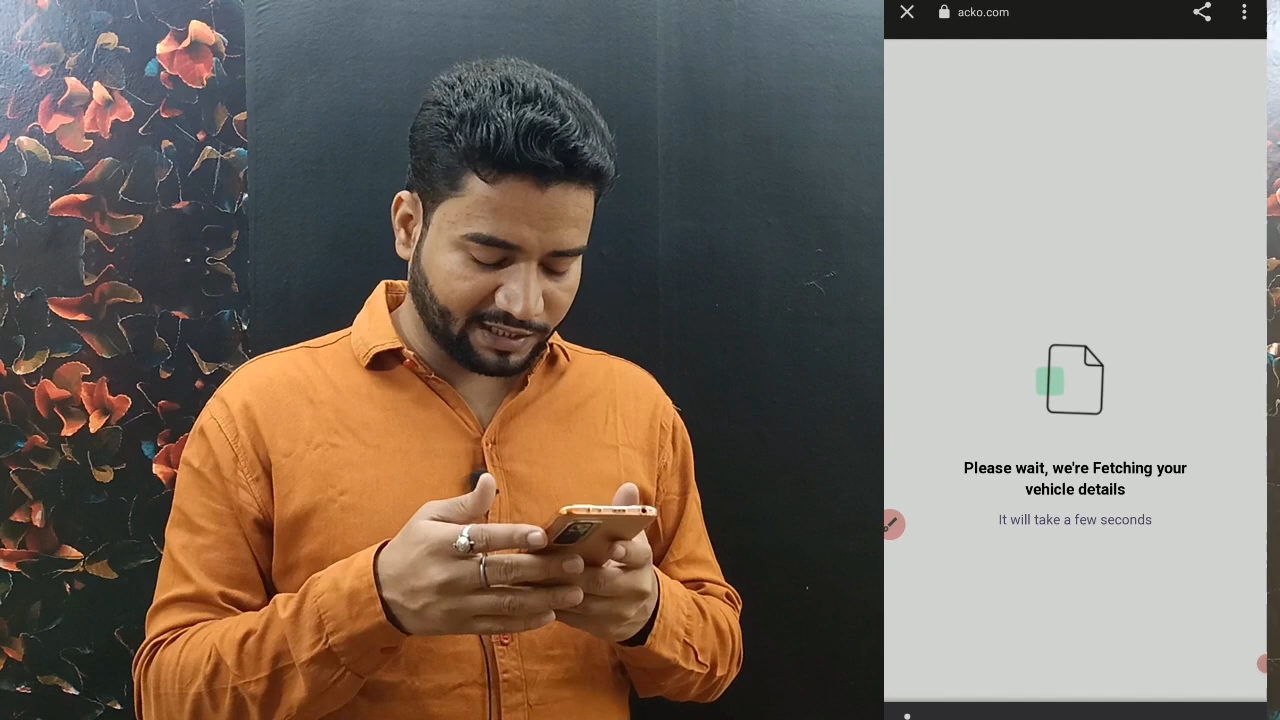 acko.com
Please wait, we're Fetching your
vehicle details
It will take a few seconds